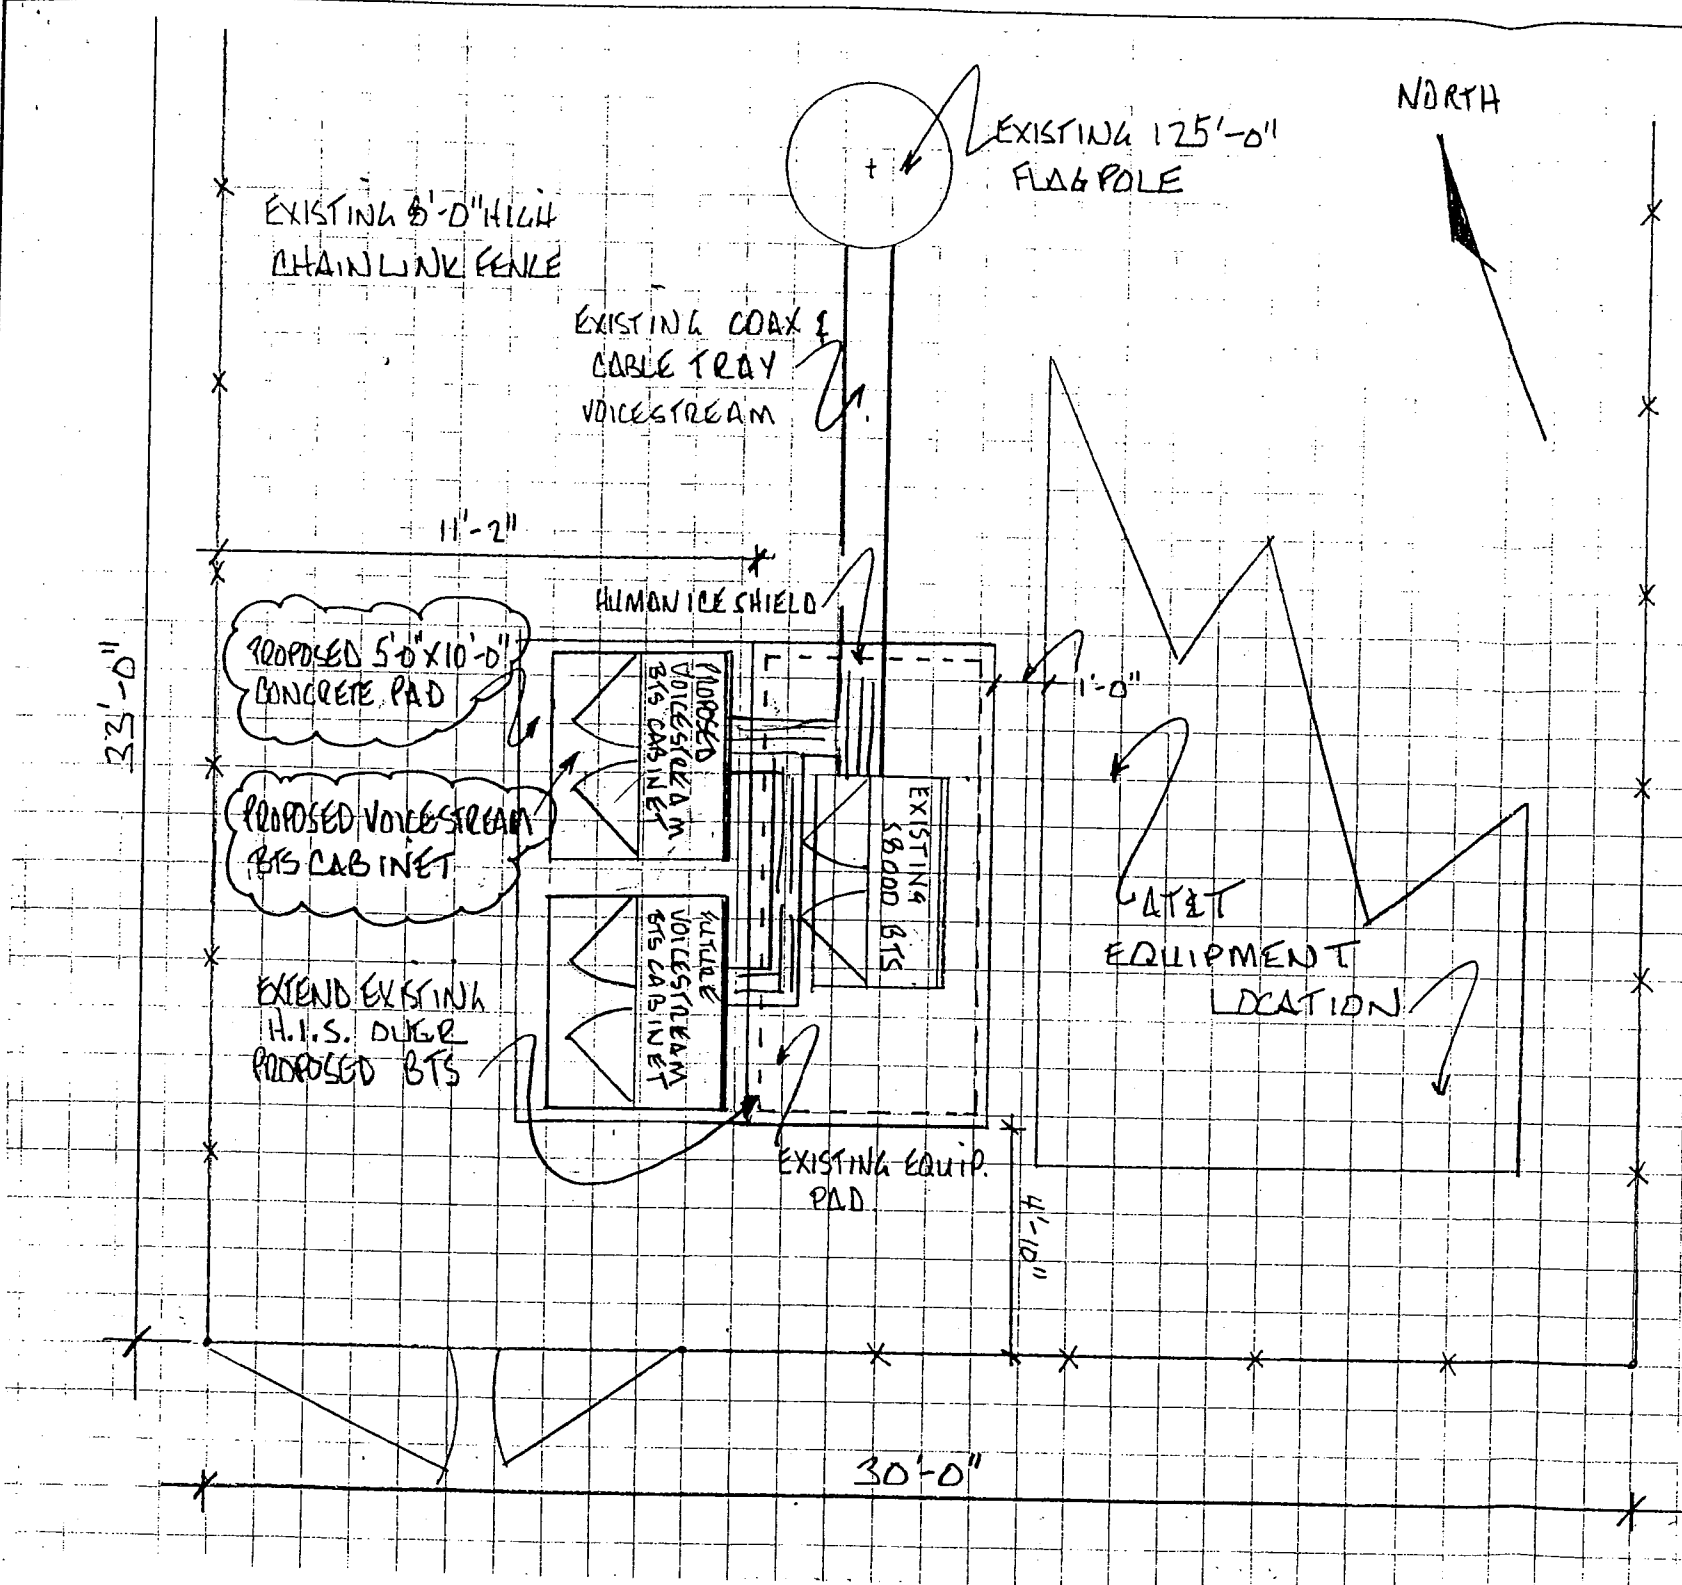 NORTH
EXISTING 125'-0"
FLAGPOLE
EXISTING 8'-0" HIGH
CHAINLINK FENCE
EXISTING COAX &
CABLE TRAY
VOICESTREAM
11'-2"
HUMAN ICE SHIELD
33'-0"
PROPOSED 5'-0" X 10'-0"
CONCRETE PAD
PROPOSED
VOICESTREAM
BTS CABINET
1'-0"
PROPOSED VOICESTREAM
BTS CABINET
EXISTING
S8000 BTS
AT&T
EQUIPMENT
LOCATION
FUTURE
VOICESTREAM
BTS CABINET
EXTEND EXISTING
H.I.S. OVER
PROPOSED BTS
EXISTING EQUIP.
PAD
4'-10"
30'-0"